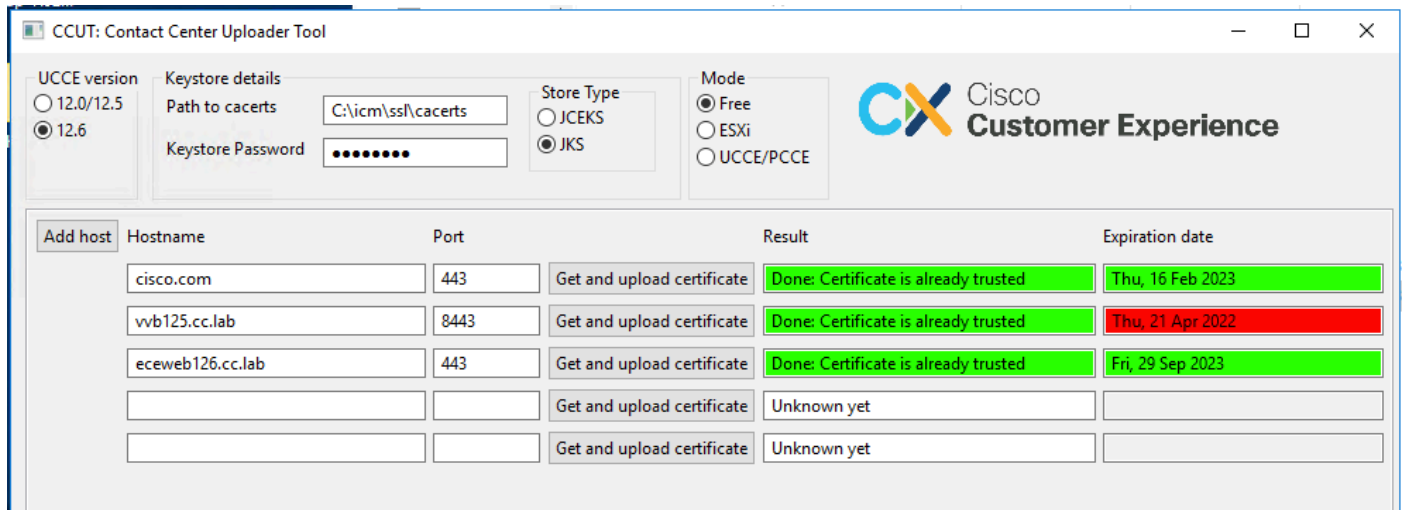 CCUT: Contact Center Uploader Tool
UCCE version
12.0/12.5
12.6
Keystore details
Path to cacerts
C:\icm\ssl\cacerts
Keystore Password
••••••••
Store Type
JCEKS
JKS
Mode
Free
ESXi
UCCE/PCCE
CX Cisco
Customer Experience
Add host Hostname Port Result Expiration date
cisco.com 443 Get and upload certificate Done: Certificate is already trusted Thu, 16 Feb 2023
vvb125.cc.lab 8443 Get and upload certificate Done: Certificate is already trusted Thu, 21 Apr 2022
eceweb126.cc.lab 443 Get and upload certificate Done: Certificate is already trusted Fri, 29 Sep 2023
Get and upload certificate Unknown yet
Get and upload certificate Unknown yet